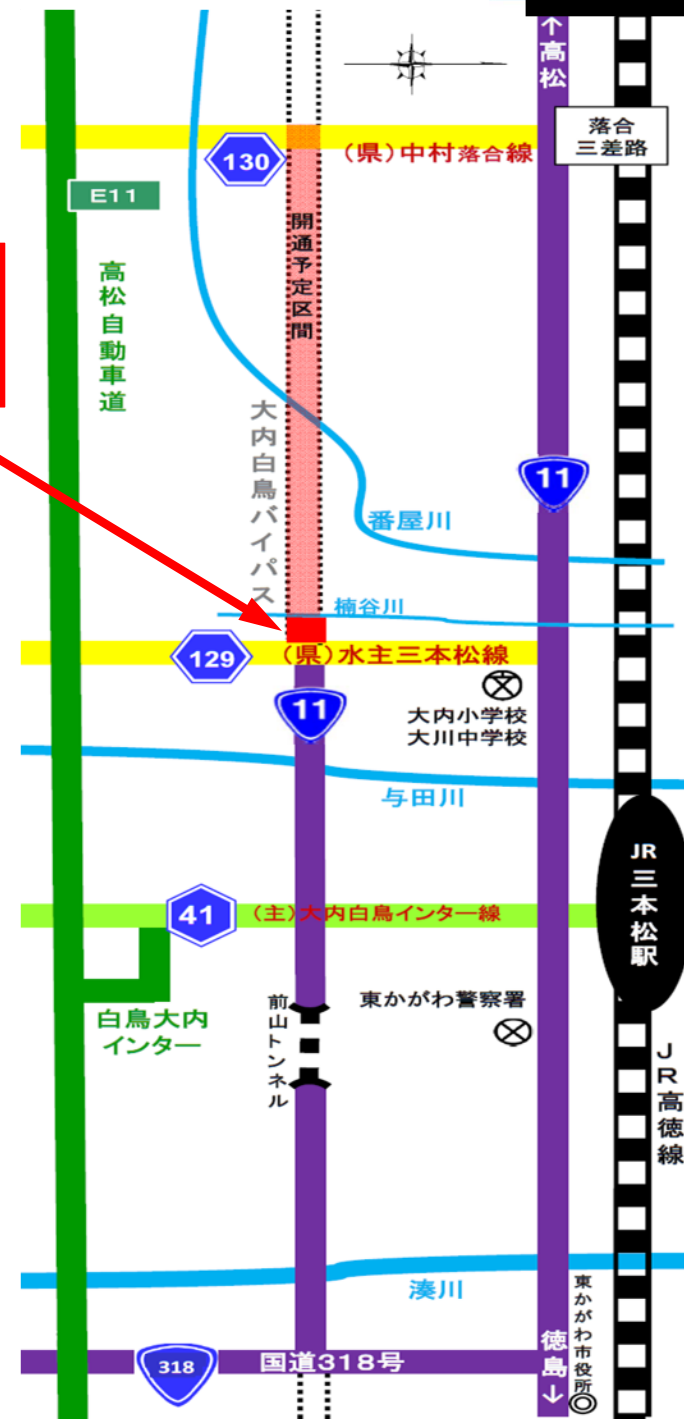 ↑高松
落合
三差路
130
(県)中村落合線
E11
開通予定区間
高松自動車道
大内白鳥バイパス
11
番屋川
楠谷川
129
(県)水主三本松線
11
大内小学校
大川中学校
与田川
JR三本松駅
41
(主)大内白鳥インター線
東かがわ警察署
前山トンネル
白鳥大内
インター
JR高徳線
湊川
東かがわ市役所
徳島↓
318
国道318号